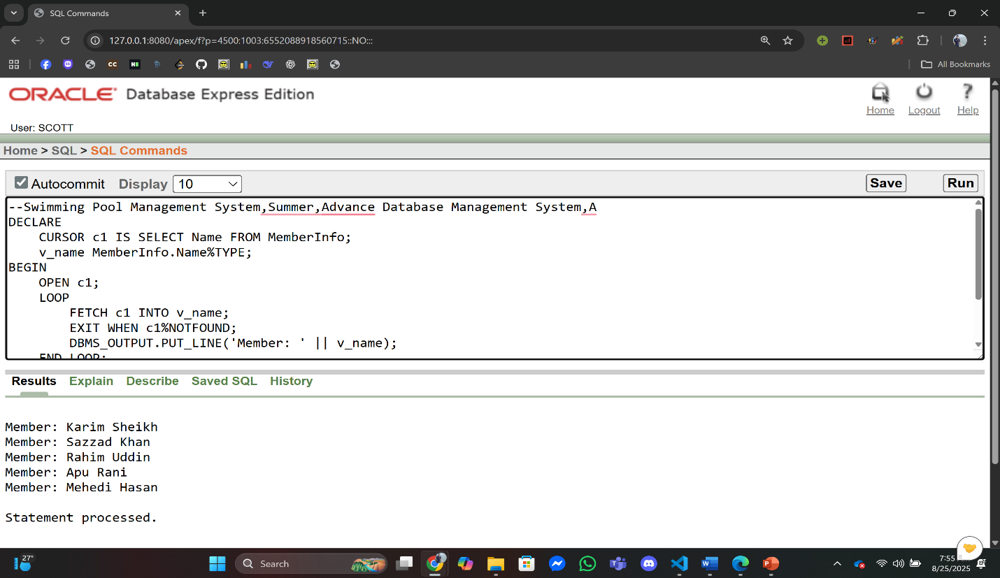 SQL Commands
127.0.0.1:8080/apex/f?p=4500:1003:6552088918560715::NO:::
CC
All Bookmarks
ORACLE Database Express Edition
Home Logout Help
User: SCOTT
Home > SQL > SQL Commands
Autocommit Display 10 Save Run
--Swimming Pool Management System,Summer,Advance Database Management System,A
DECLARE
CURSOR c1 IS SELECT Name FROM MemberInfo;
v_name MemberInfo.Name%TYPE;
BEGIN
OPEN c1;
LOOP
FETCH c1 INTO v_name;
EXIT WHEN c1%NOTFOUND;
DBMS_OUTPUT.PUT_LINE('Member: ' || v_name);
END LOOP;
Results Explain Describe Saved SQL History
Member: Karim Sheikh
Member: Sazzad Khan
Member: Rahim Uddin
Member: Apu Rani
Member: Mehedi Hasan
Statement processed.
27°
Search
7:55
8/25/2025